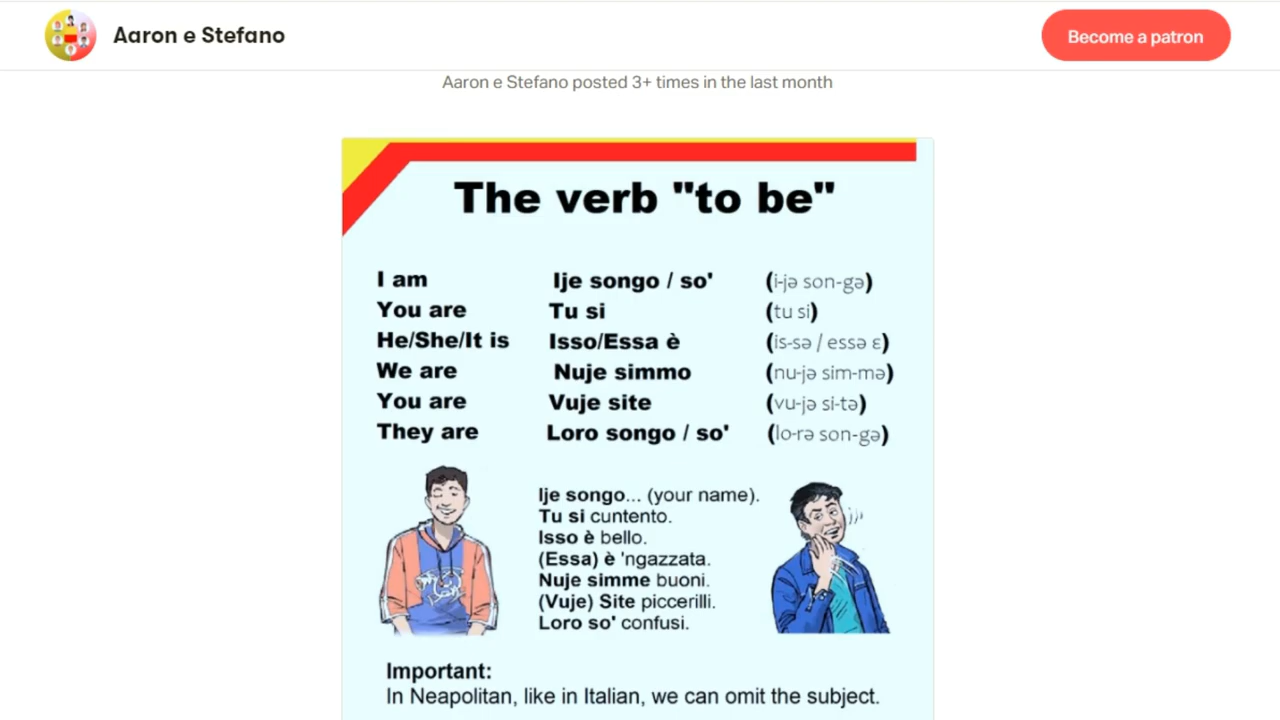 Aaron e Stefano
Become a patron
Aaron e Stefano posted 3+ times in the last month
The verb "to be"
I am Ije songo / so' (i-jə son-gə)
You are Tu si (tu si)
He/She/It is Isso/Essa è (is-sə / essə ɛ)
We are Nuje simmo (nu-jə sim-mə)
You are Vuje site (vu-jə si-tə)
They are Loro songo / so' (lo-rə son-gə)
Ije songo... (your name).
Tu si cuntento.
Isso è bello.
(Essa) è 'ngazzata.
Nuje simme buoni.
(Vuje) Site piccerilli.
Loro so' confusi.
Important:
In Neapolitan, like in Italian, we can omit the subject.